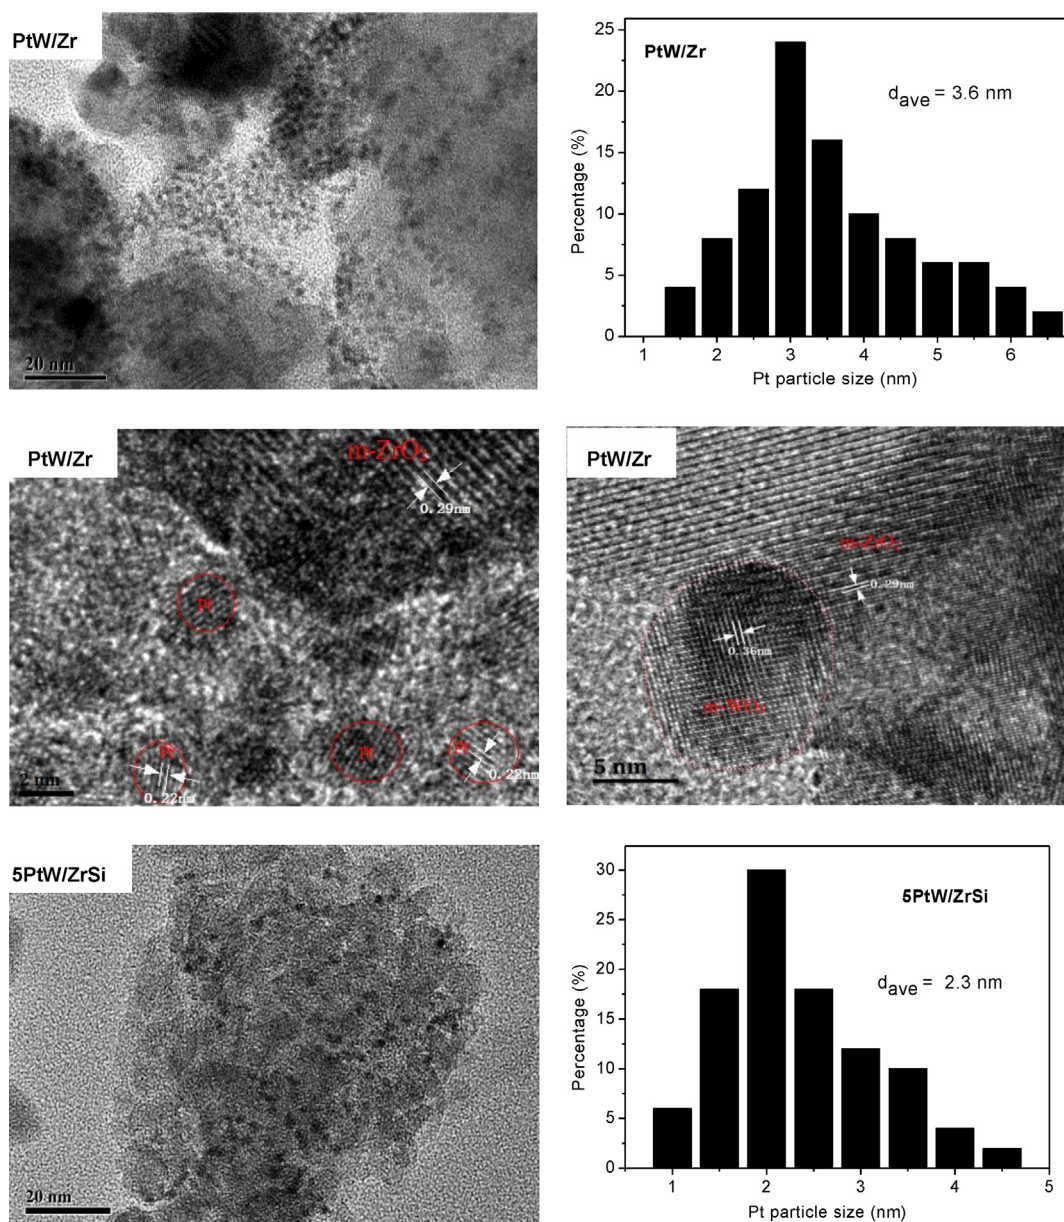 PtW/Zr
20 nm
25
20
15
10
5
0
Percentage (%)
PtW/Zr
d_ave = 3.6 nm
1 2 3 4 5 6
Pt particle size (nm)
PtW/Zr
m-ZrO₂
0.29nm
Pt
Pt
0.22nm
Pt
Pt
0.22nm
2 nm
PtW/Zr
m-ZrO₂
0.29nm
0.36nm
m-WO₃
5 nm
5PtW/ZrSi
20 nm
30
25
20
15
10
5
0
Percentage (%)
5PtW/ZrSi
d_ave = 2.3 nm
1 2 3 4 5
Pt particle size (nm)